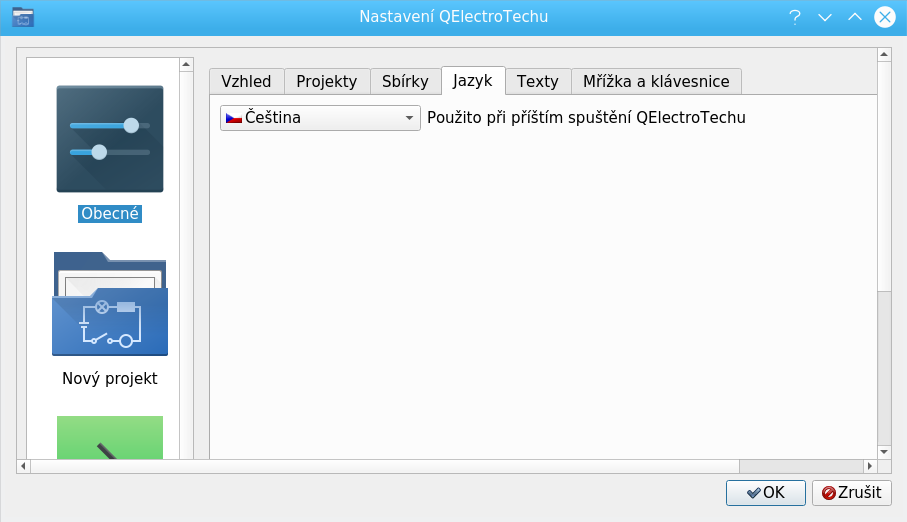 Nastavení QElectroTechu
Vzhled
Projekty
Sbírky
Jazyk
Texty
Mřížka a klávesnice
Čeština
Použito při příštím spuštění QElectroTechu
Obecné
Nový projekt
OK
Zrušit